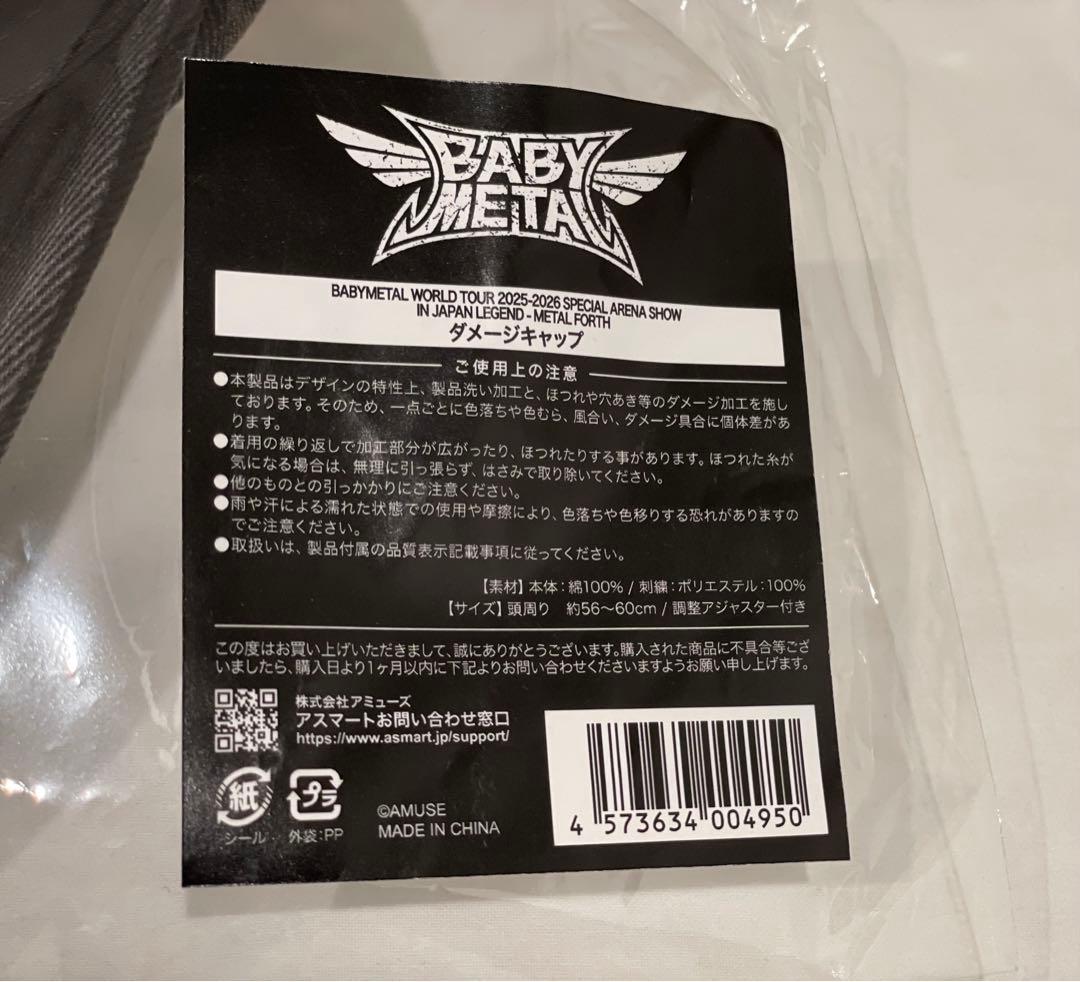 BABY
METAL
BABYMETAL WORLD TOUR 2025-2026 SPECIAL ARENA SHOW
IN JAPAN LEGEND - METAL FORTH
ダメージキャップ
ご使用上の注意
●本製品はデザインの特性上、製品洗い加工と、ほつれや穴あき等のダメージ加工を施し
ております。そのため、一点ごとに色落ちや色むら、風合い、ダメージ具合に個体差があ
ります。
●着用の繰り返しで加工部分が広がったり、ほつれたりする事があります。ほつれた糸が
気になる場合は、無理に引っ張らず、はさみで取り除いてください。
●他のものとの引っかかりにご注意ください。
●雨や汗による濡れた状態での使用や摩擦により、色落ちや色移りする恐れがありますの
でご注意ください。
●取扱いは、製品付属の品質表示記載事項に従ってください。
【素材】本体：綿100% / 刺繍：ポリエステル：100%
【サイズ】頭周り 約56～60cm / 調整アジャスター付き
この度はお買い上げいただきまして、誠にありがとうございます。購入された商品に不具合等ござ
いましたら、購入日より1ヶ月以内に下記よりお問い合わせくださいますようお願い申し上げます。
株式会社アミューズ
アスマートお問い合わせ窓口
https://www.asmart.jp/support/
紙
シール
プラ
外袋：PP
©AMUSE
MADE IN CHINA
4 573634 004950